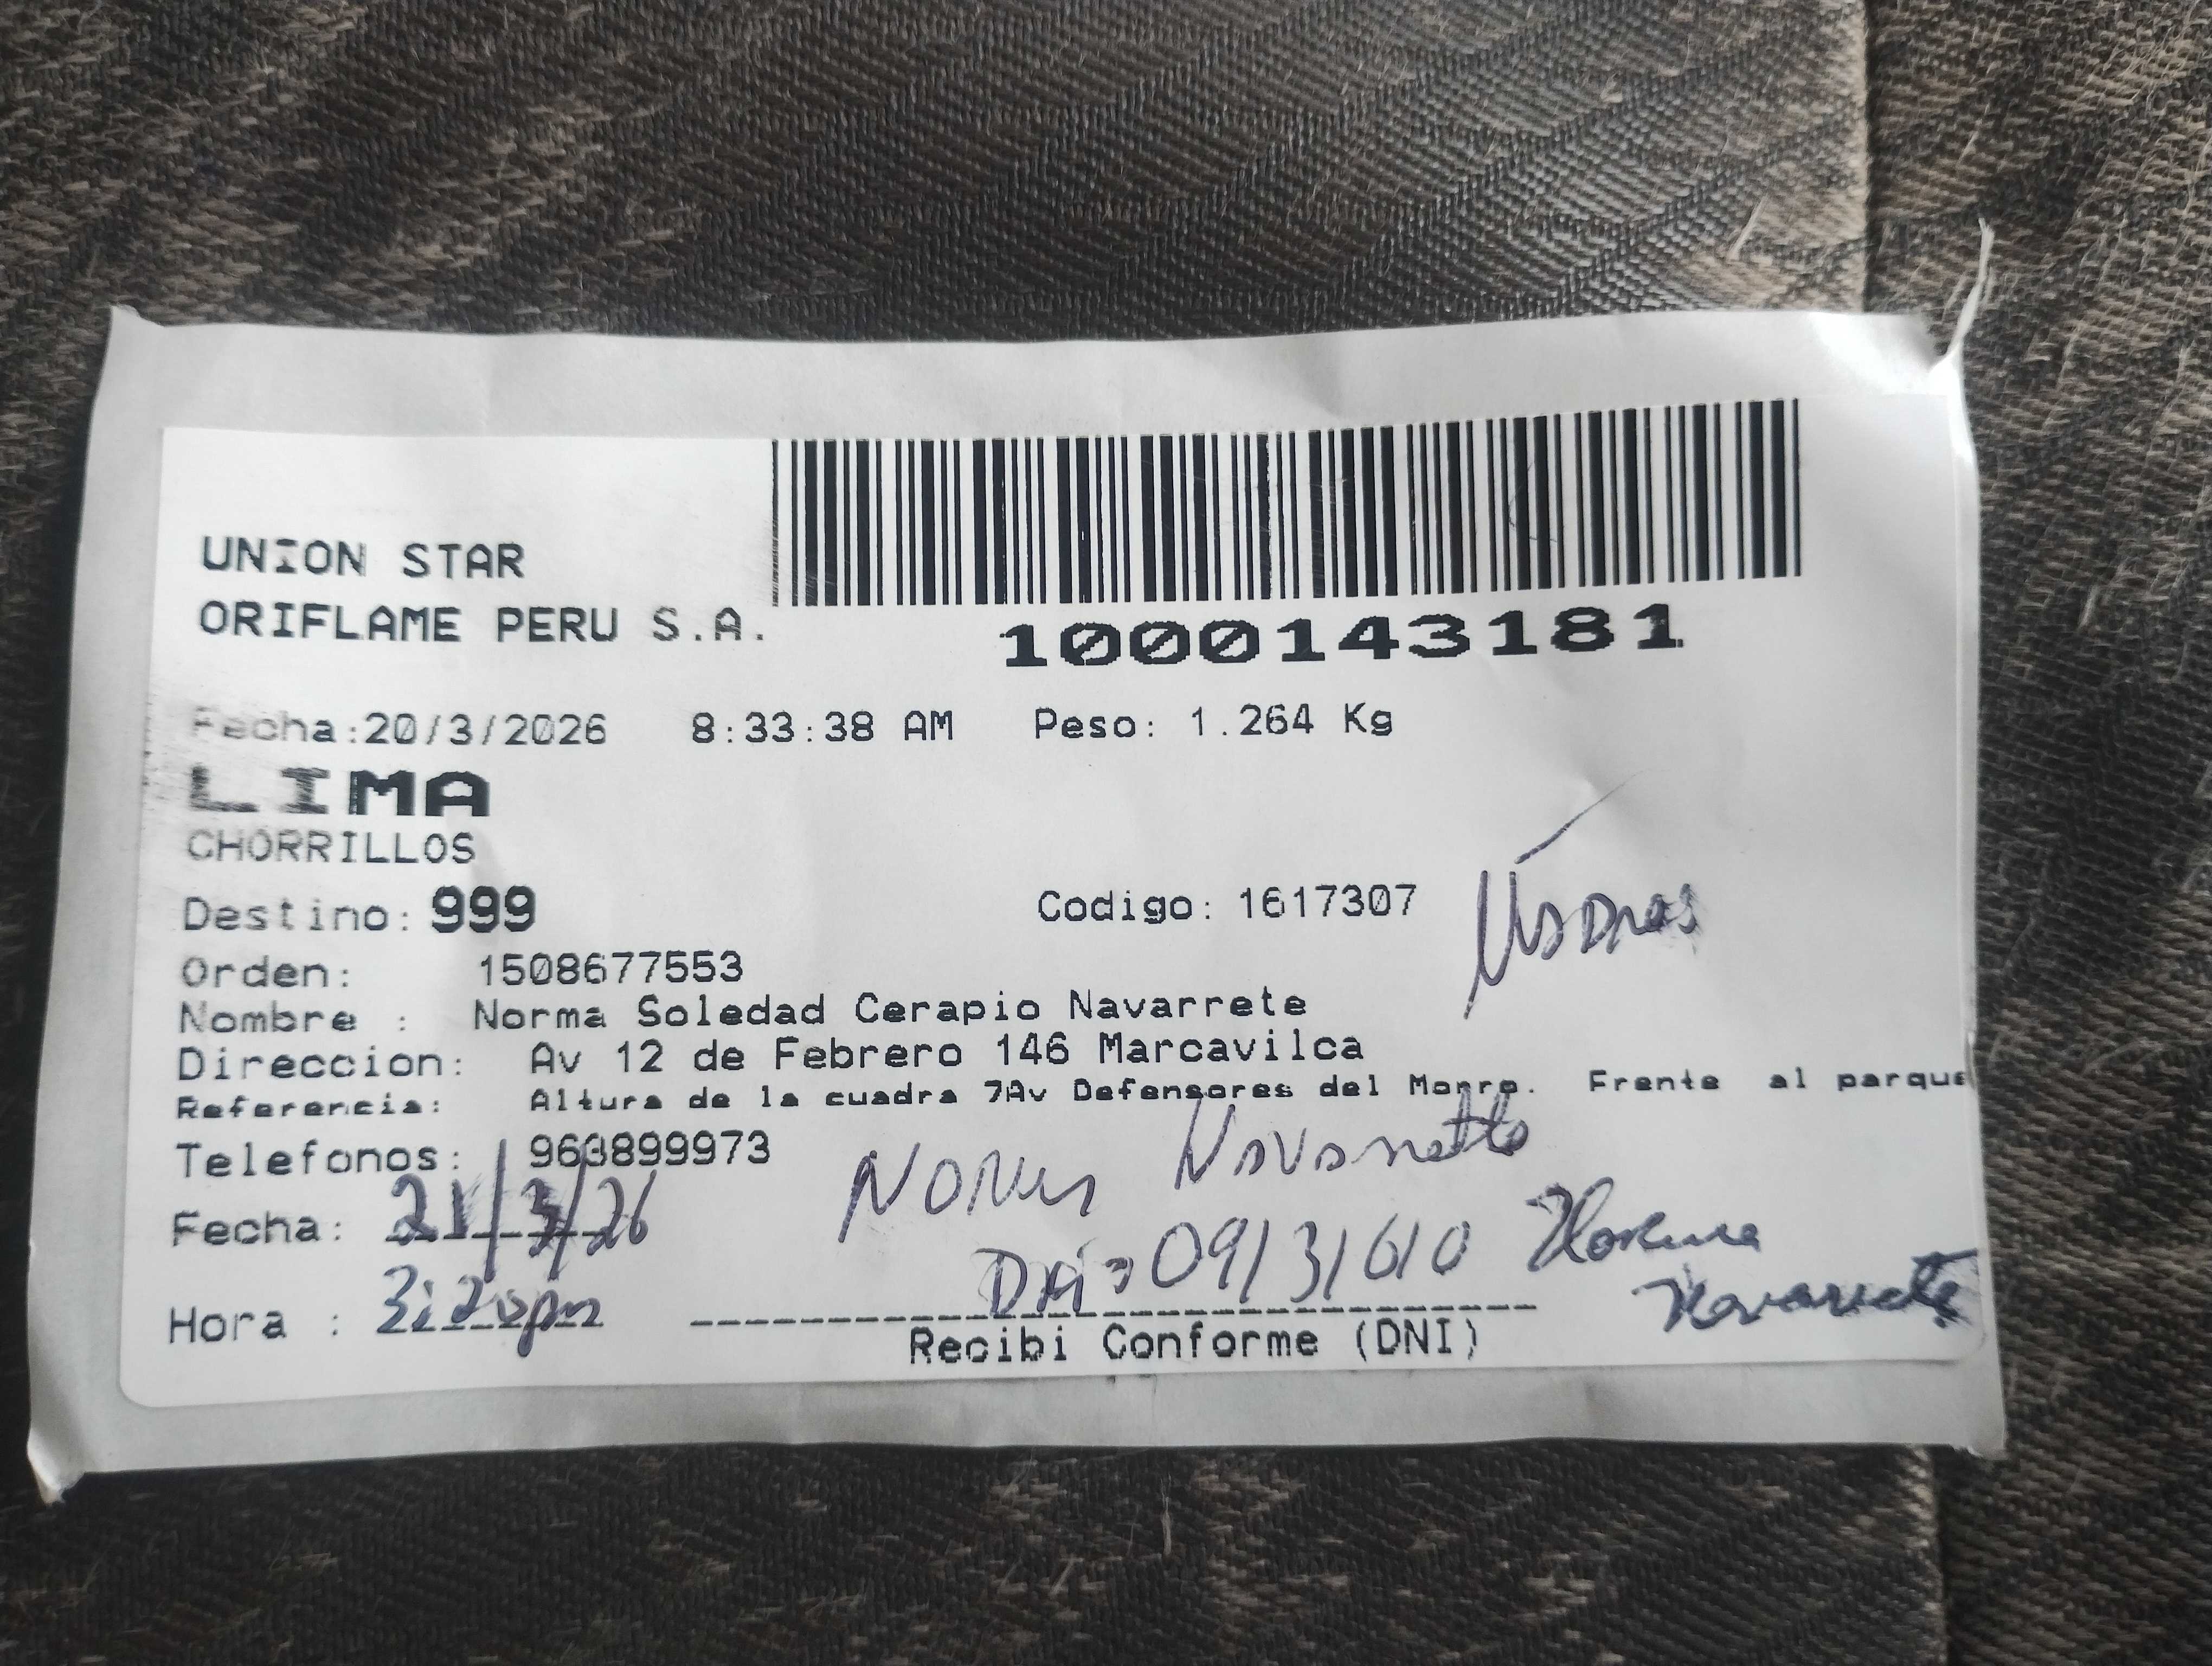 UNION STAR
ORIFLAME PERU S.A.
1000143181
Fecha:20/3/2026 8:33:38 AM Peso: 1.264 Kg
LIMA
CHORRILLOS
Destino: 999 Codigo: 1617307
Orden: 1508677553
Nombre : Norma Soledad Cerapio Navarrete
Direccion: Av 12 de Febrero 146 Marcavilca
Referencia: Altura de la cuadra 7Av Defensores del Morro. Frente al parque
Telefonos: 963899973
Fecha: 21/3/26
Hora : 3:20pm
09131610
Navarrete
Recibi Conforme (DNI)